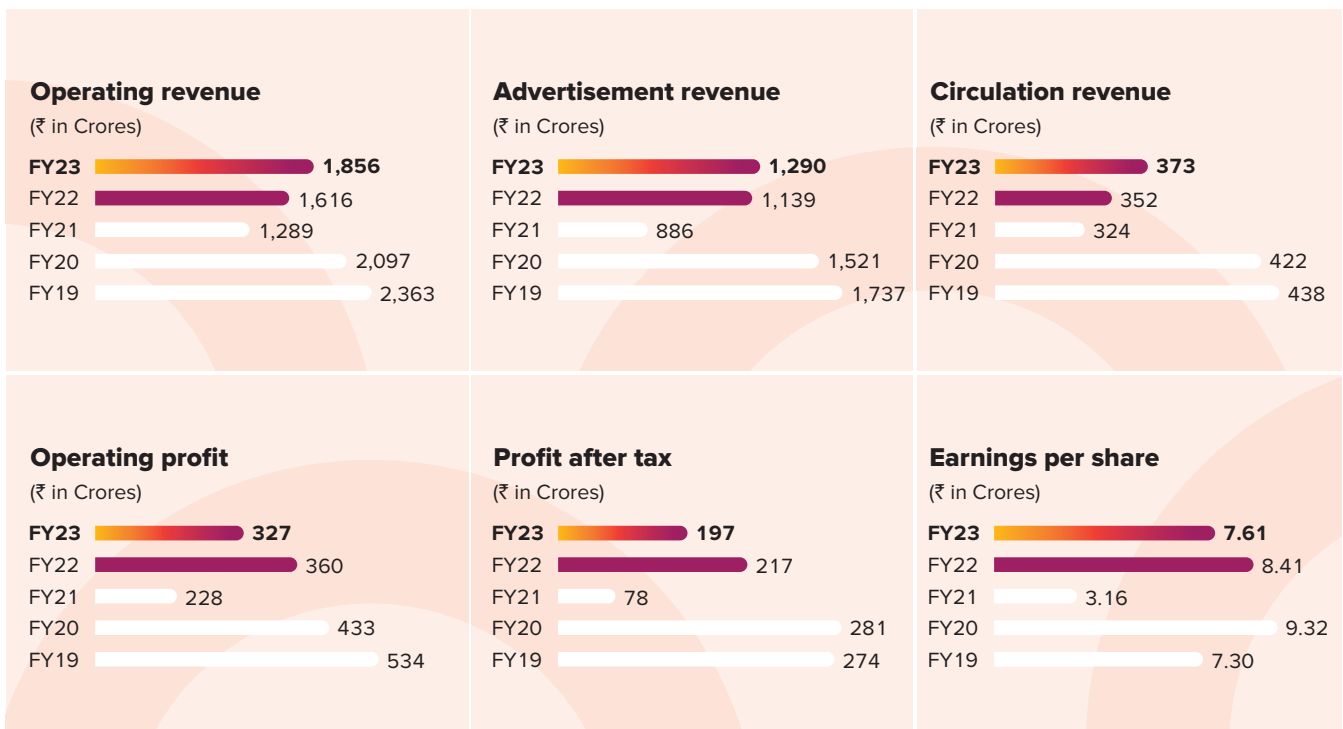 Operating revenue
(₹ in Crores)
FY23 1,856
FY22 1,616
FY21 1,289
FY20 2,097
FY19 2,363
Advertisement revenue
(₹ in Crores)
FY23 1,290
FY22 1,139
FY21 886
FY20 1,521
FY19 1,737
Circulation revenue
(₹ in Crores)
FY23 373
FY22 352
FY21 324
FY20 422
FY19 438
Operating profit
(₹ in Crores)
FY23 327
FY22 360
FY21 228
FY20 433
FY19 534
Profit after tax
(₹ in Crores)
FY23 197
FY22 217
FY21 78
FY20 281
FY19 274
Earnings per share
(₹ in Crores)
FY23 7.61
FY22 8.41
FY21 3.16
FY20 9.32
FY19 7.30